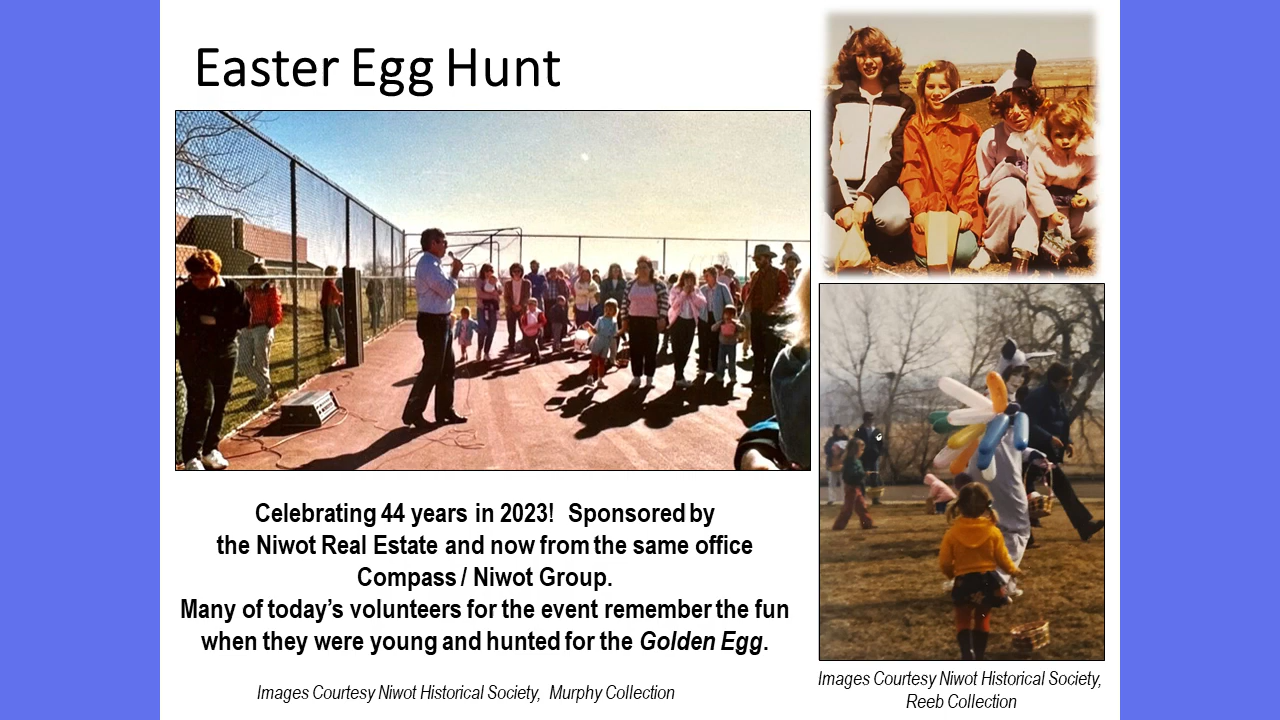 Easter Egg Hunt
Celebrating 44 years in 2023!  Sponsored by
the Niwot Real Estate and now from the same office
Compass / Niwot Group.
Many of today’s volunteers for the event remember the fun
when they were young and hunted for the Golden Egg.
Images Courtesy Niwot Historical Society,  Murphy Collection
Images Courtesy Niwot Historical Society,
Reeb Collection